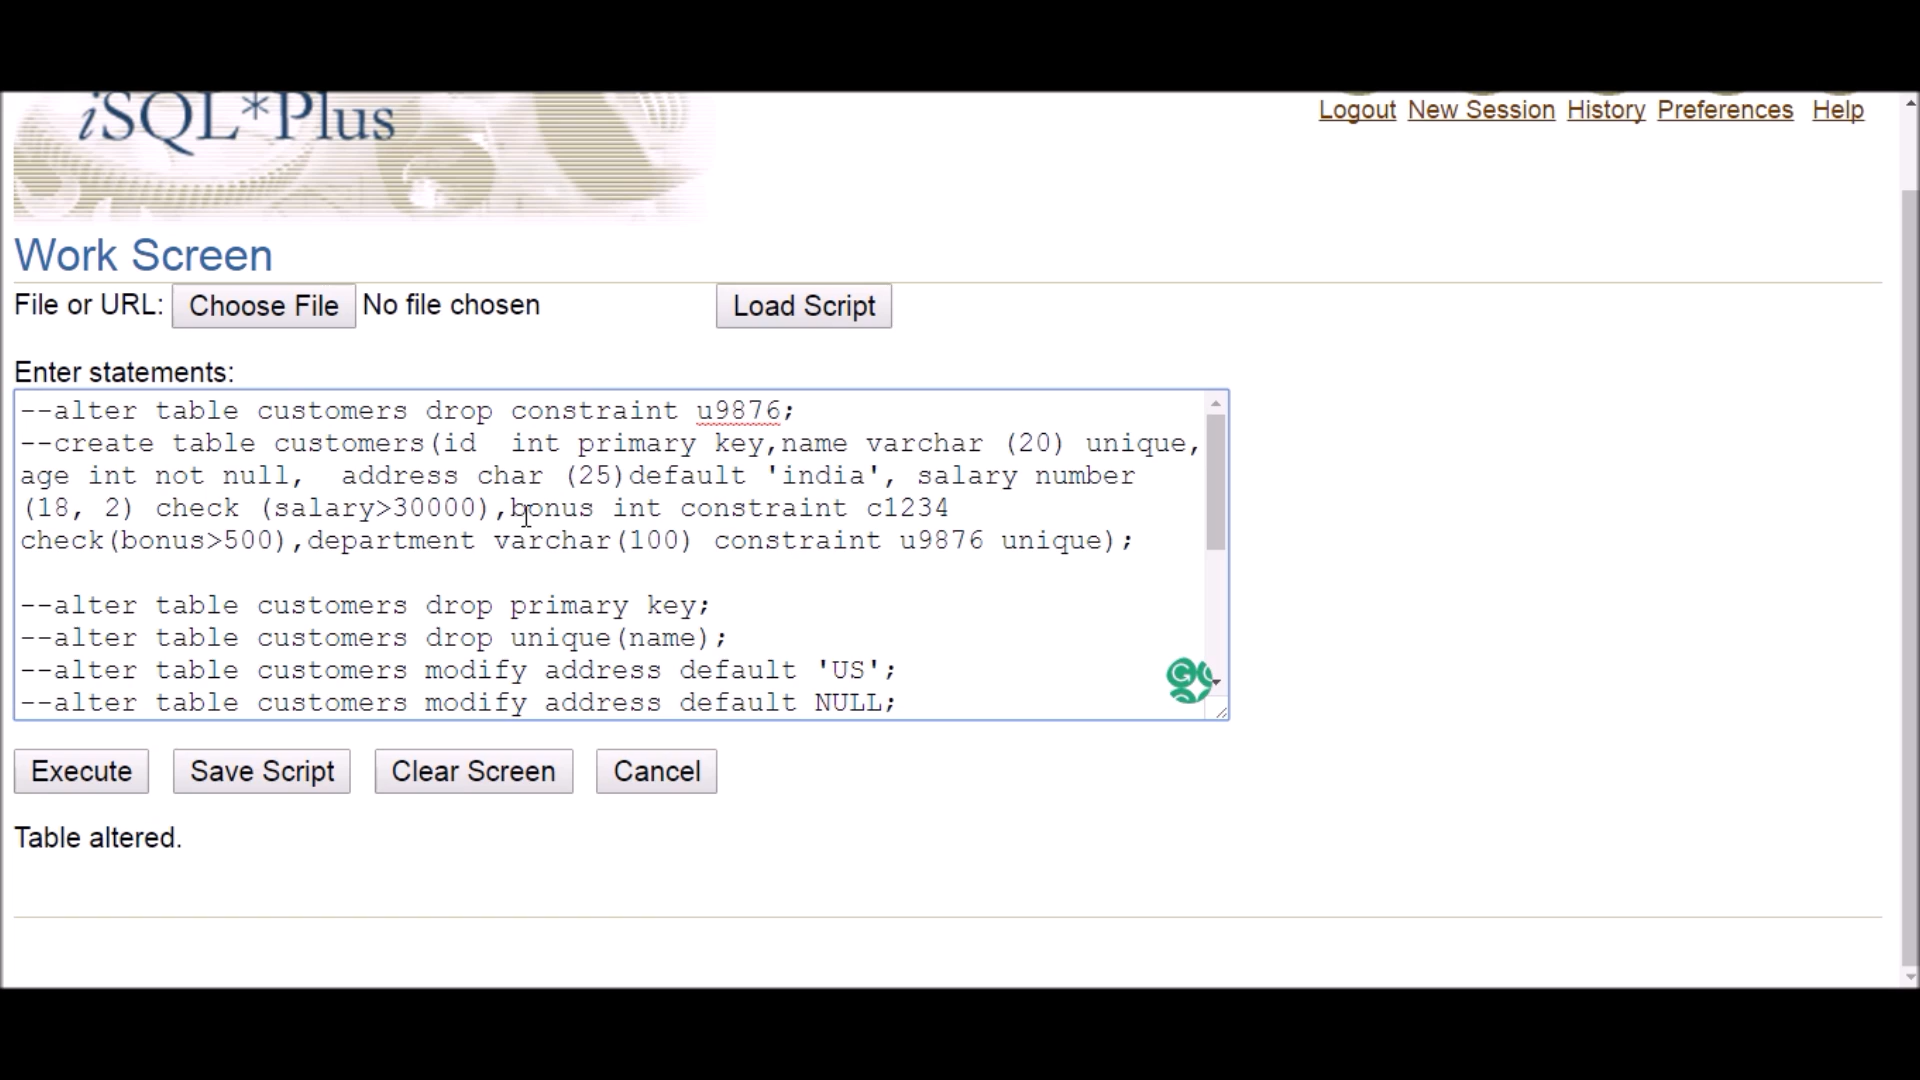 iSQL*Plus
Logout New Session History Preferences Help
Work Screen
File or URL: Choose File No file chosen Load Script
Enter statements:
--alter table customers drop constraint u9876;
--create table customers(id  int primary key,name varchar (20) unique,
age int not null,  address char (25)default 'india', salary number
(18, 2) check (salary>30000),bonus int constraint c1234
check(bonus>500),department varchar(100) constraint u9876 unique);
--alter table customers drop primary key;
--alter table customers drop unique(name);
--alter table customers modify address default 'US';
--alter table customers modify address default NULL;
Execute Save Script Clear Screen Cancel
Table altered.